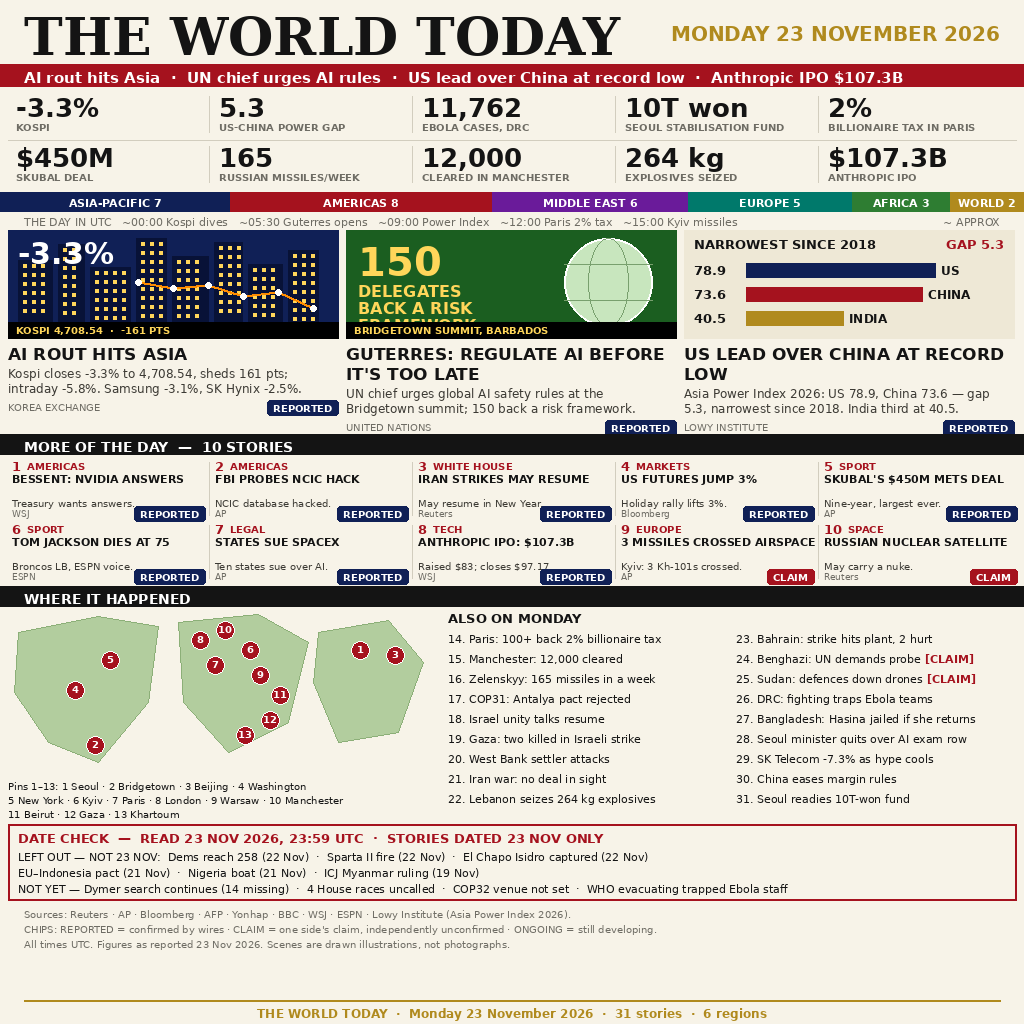 THE WORLD TODAY
MONDAY 23 NOVEMBER 2026
AI rout hits Asia · UN chief urges AI rules · US lead over China at record low · Anthropic IPO $107.3B
-3.3%
KOSPI
5.3
US-CHINA POWER GAP
11,762
EBOLA CASES, DRC
10T won
SEOUL STABILISATION FUND
2%
BILLIONAIRE TAX IN PARIS
$450M
SKUBAL DEAL
165
RUSSIAN MISSILES/WEEK
12,000
CLEARED IN MANCHESTER
264 kg
EXPLOSIVES SEIZED
$107.3B
ANTHROPIC IPO
ASIA-PACIFIC 7
AMERICAS 8
MIDDLE EAST 6
EUROPE 5
AFRICA 3
WORLD 2
THE DAY IN UTC ~00:00 Kospi dives ~05:30 Guterres opens ~09:00 Power Index ~12:00 Paris 2% tax ~15:00 Kyiv missiles
~ APPROX
-3.3%
KOSPI 4,708.54 · -161 PTS
AI ROUT HITS ASIA
Kospi closes -3.3% to 4,708.54, sheds 161 pts;
intraday -5.8%. Samsung -3.1%, SK Hynix -2.5%.
KOREA EXCHANGE
REPORTED
150
DELEGATES
BACK A RISK
FRAMEWORK
BRIDGETOWN SUMMIT, BARBADOS
GUTERRES: REGULATE AI BEFORE
IT'S TOO LATE
UN chief urges global AI safety rules at the
Bridgetown summit; 150 back a risk framework.
UNITED NATIONS
REPORTED
NARROWEST SINCE 2018
GAP 5.3
78.9 US
73.6 CHINA
40.5 INDIA
US LEAD OVER CHINA AT RECORD
LOW
Asia Power Index 2026: US 78.9, China 73.6 — gap
5.3, narrowest since 2018. India third at 40.5.
LOWY INSTITUTE
REPORTED
MORE OF THE DAY — 10 STORIES
1 AMERICAS
BESSENT: NVIDIA ANSWERS
Treasury wants answers.
WSJ
REPORTED
2 AMERICAS
FBI PROBES NCIC HACK
NCIC database hacked.
AP
REPORTED
3 WHITE HOUSE
IRAN STRIKES MAY RESUME
May resume in New Year.
Reuters
REPORTED
4 MARKETS
US FUTURES JUMP 3%
Holiday rally lifts 3%.
Bloomberg
REPORTED
5 SPORT
SKUBAL'S $450M METS DEAL
Nine-year, largest ever.
AP
REPORTED
6 SPORT
TOM JACKSON DIES AT 75
Broncos LB, ESPN voice.
ESPN
REPORTED
7 LEGAL
STATES SUE SPACEX
Ten states sue over AI.
AP
REPORTED
8 TECH
ANTHROPIC IPO: $107.3B
Raised $83; closes $97.17.
WSJ
REPORTED
9 EUROPE
3 MISSILES CROSSED AIRSPACE
Kyiv: 3 Kh-101s crossed.
AP
CLAIM
10 SPACE
RUSSIAN NUCLEAR SATELLITE
May carry a nuke.
Reuters
CLAIM
WHERE IT HAPPENED
5
4
2
8
10
6
7
9
11
12
13
1
3
Pins 1–13: 1 Seoul · 2 Bridgetown · 3 Beijing · 4 Washington
5 New York · 6 Kyiv · 7 Paris · 8 London · 9 Warsaw · 10 Manchester
11 Beirut · 12 Gaza · 13 Khartoum
ALSO ON MONDAY
14. Paris: 100+ back 2% billionaire tax
15. Manchester: 12,000 cleared
16. Zelenskyy: 165 missiles in a week
17. COP31: Antalya pact rejected
18. Israel unity talks resume
19. Gaza: two killed in Israeli strike
20. West Bank settler attacks
21. Iran war: no deal in sight
22. Lebanon seizes 264 kg explosives
23. Bahrain: strike hits plant, 2 hurt
24. Benghazi: UN demands probe [CLAIM]
25. Sudan: defences down drones [CLAIM]
26. DRC: fighting traps Ebola teams
27. Bangladesh: Hasina jailed if she returns
28. Seoul minister quits over AI exam row
29. SK Telecom -7.3% as hype cools
30. China eases margin rules
31. Seoul readies 10T-won fund
DATE CHECK — READ 23 NOV 2026, 23:59 UTC · STORIES DATED 23 NOV ONLY
LEFT OUT — NOT 23 NOV: Dems reach 258 (22 Nov) · Sparta II fire (22 Nov) · El Chapo Isidro captured (22 Nov)
EU–Indonesia pact (21 Nov) · Nigeria boat (21 Nov) · ICJ Myanmar ruling (19 Nov)
NOT YET — Dymer search continues (14 missing) · 4 House races uncalled · COP32 venue not set · WHO evacuating trapped Ebola staff
Sources: Reuters · AP · Bloomberg · AFP · Yonhap · BBC · WSJ · ESPN · Lowy Institute (Asia Power Index 2026).
CHIPS: REPORTED = confirmed by wires · CLAIM = one side's claim, independently unconfirmed · ONGOING = still developing.
All times UTC. Figures as reported 23 Nov 2026. Scenes are drawn illustrations, not photographs.
THE WORLD TODAY · Monday 23 November 2026 · 31 stories · 6 regions